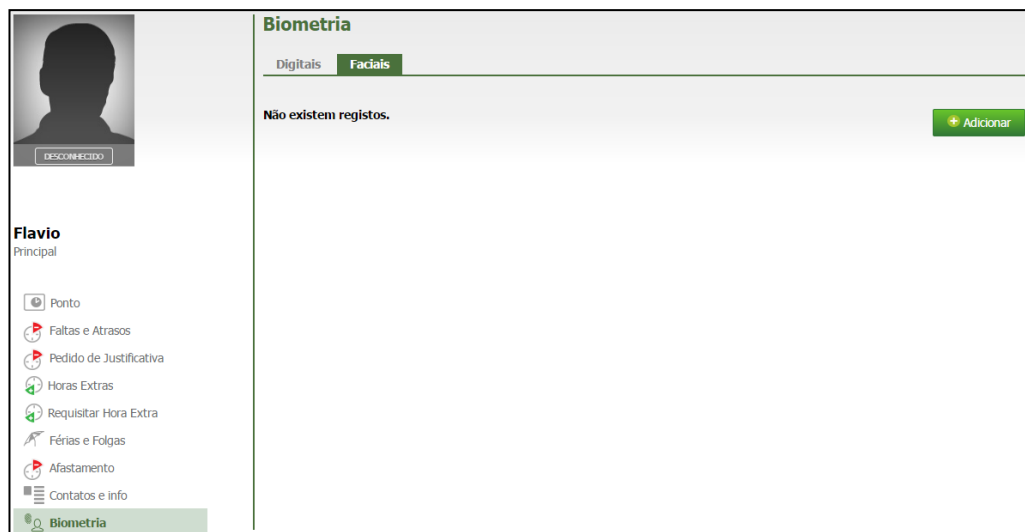 DESCONHECIDO
Flavio
Principal
Ponto
Faltas e Atrasos
Pedido de Justificativa
Horas Extras
Requisitar Hora Extra
Férias e Folgas
Afastamento
Contatos e info
Biometria
Biometria
Digitais Faciais
Não existem registos.
Adicionar